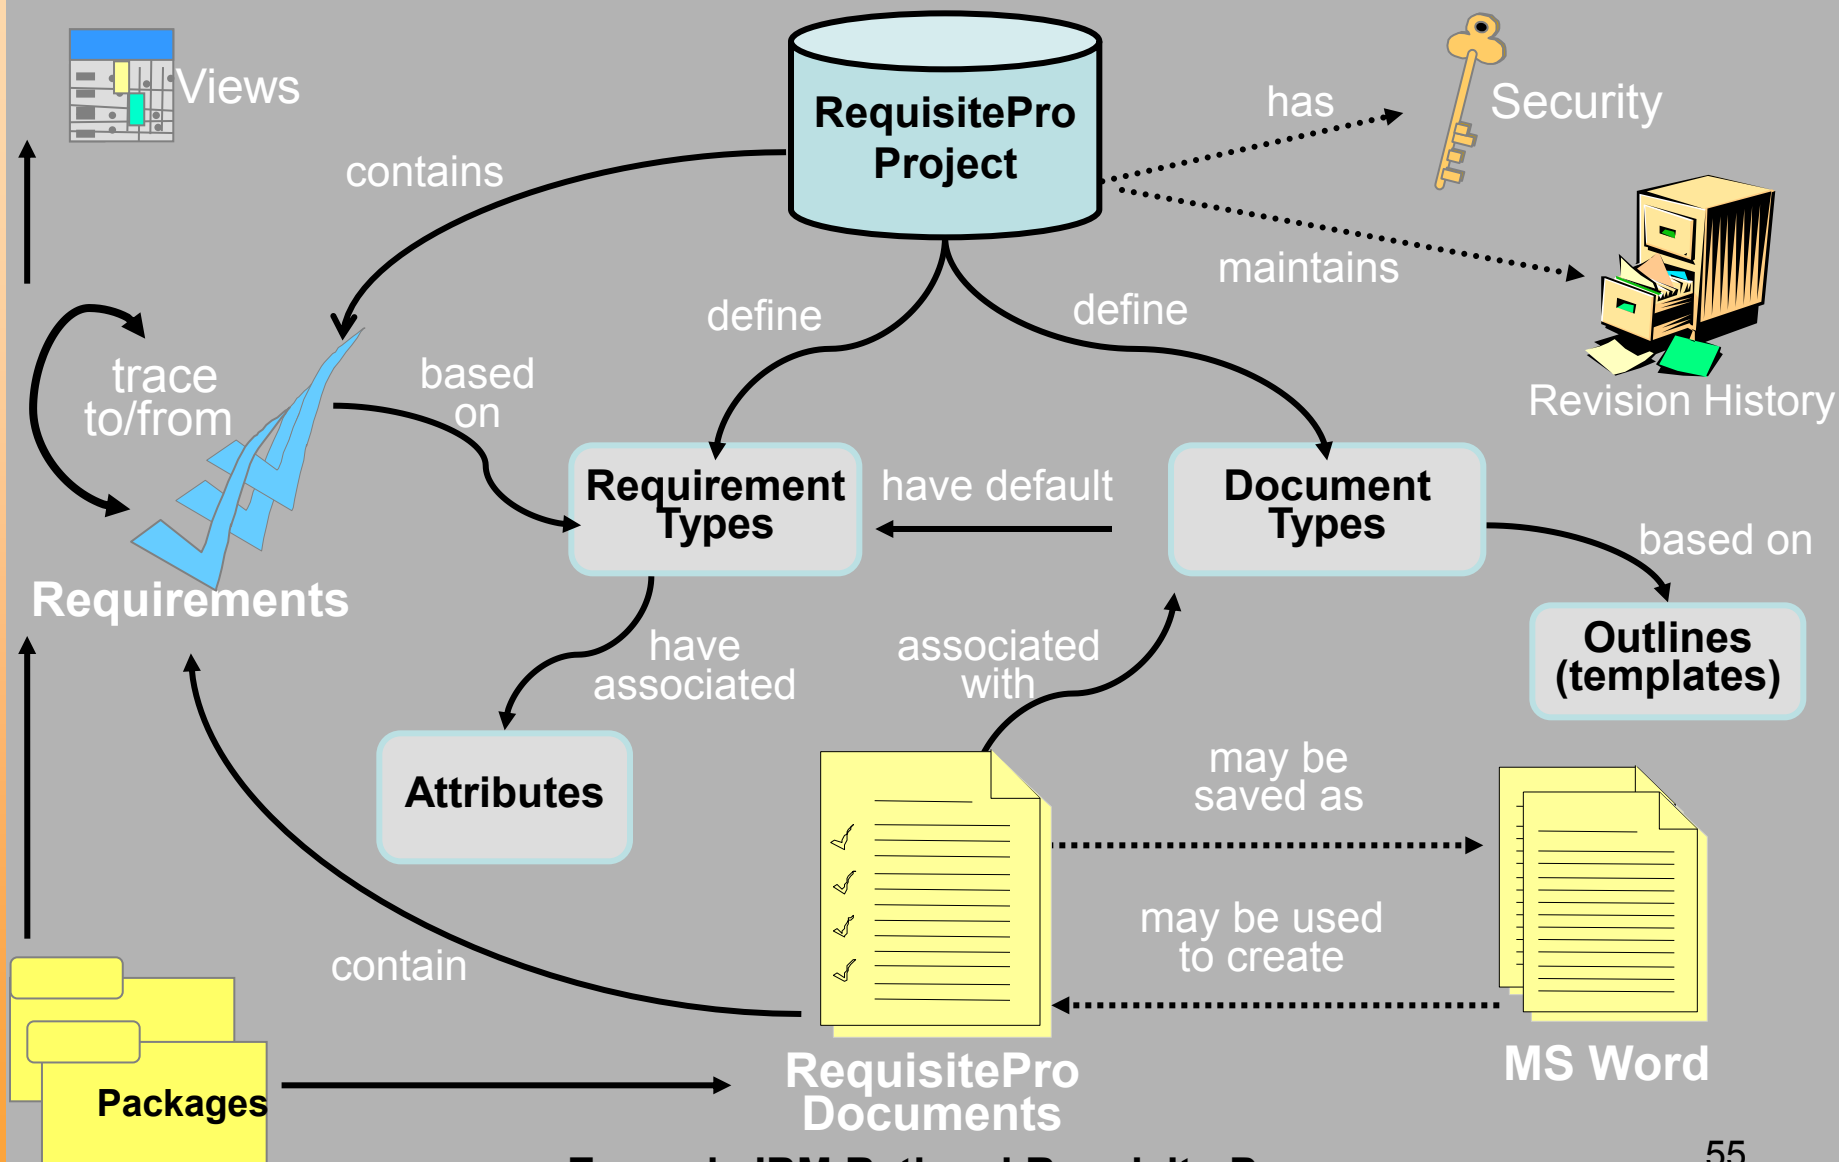 Views
RequisitePro
Project
has
Security
contains
maintains
define
define
Revision History
trace
to/from
based
on
Requirement
Types
have default
Document
Types
based on
Requirements
have
associated
associated
with
Outlines
(templates)
Attributes
may be
saved as
may be used
to create
contain
Packages
RequisitePro
Documents
MS Word
55